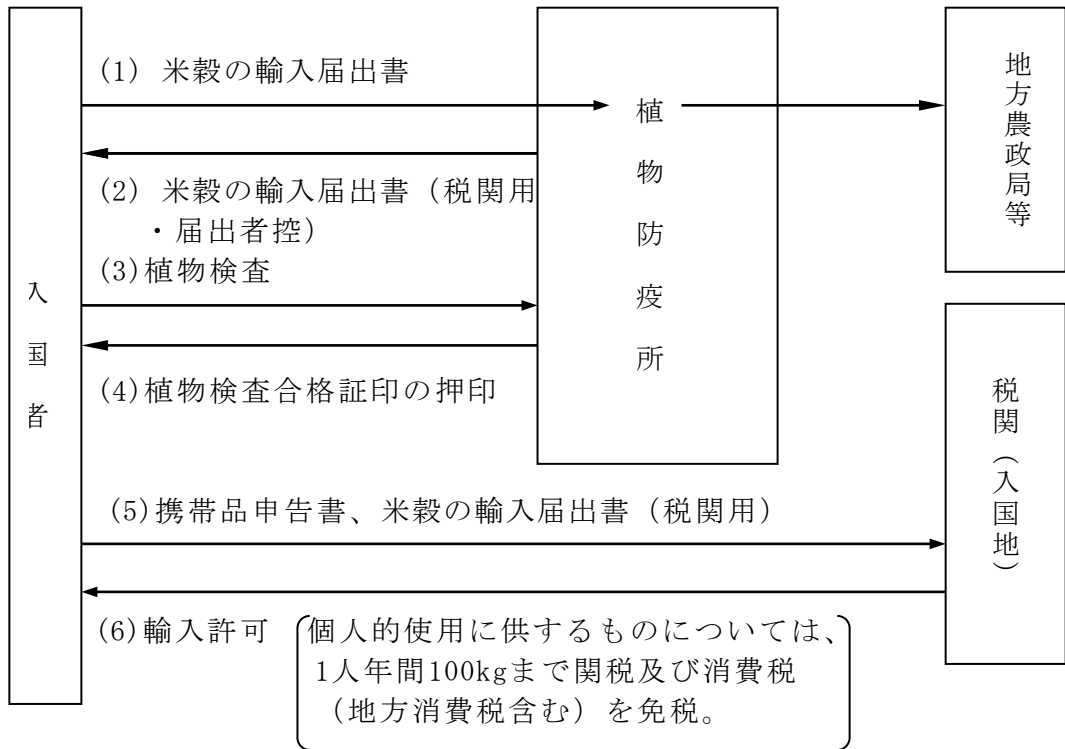 (1) 米穀の輸入届出書
(2) 米穀の輸入届出書（税関用
・届出者控）
(3)植物検査
(4)植物検査合格証印の押印
(5)携帯品申告書、米穀の輸入届出書（税関用）
(6)輸入許可
個人的使用に供するものについては、
1人年間100kgまで関税及び消費税
（地方消費税含む）を免税。
入国者
植物防疫所
地方農政局等
税関（入国地）